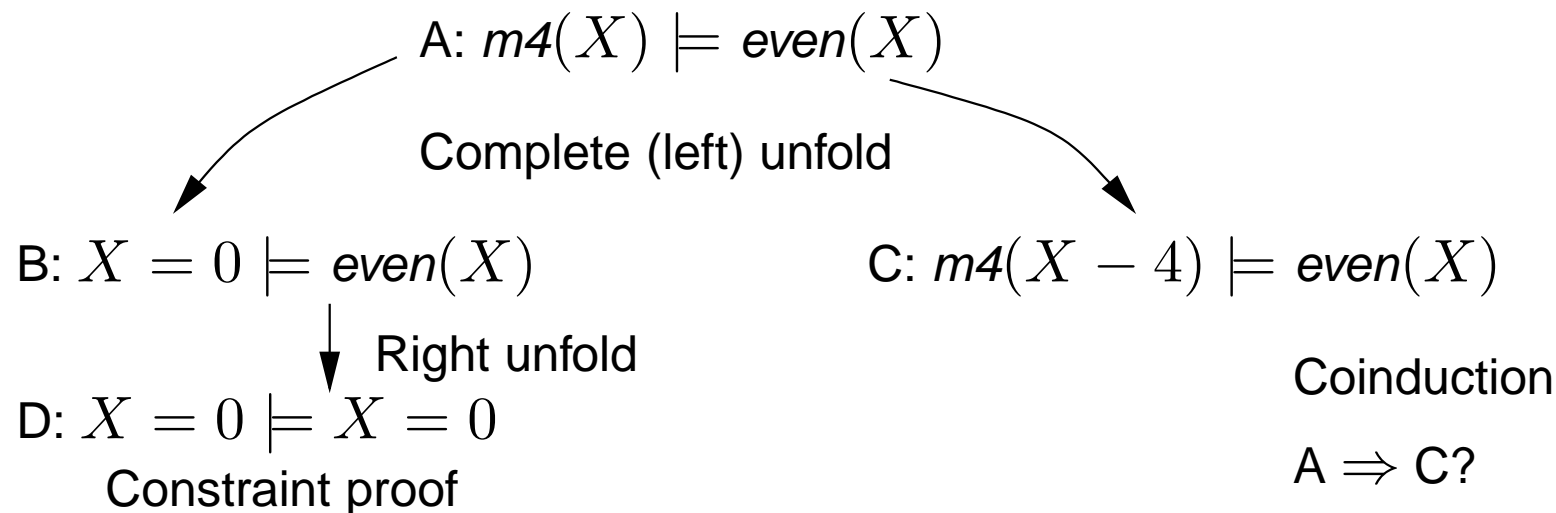 A: m4(X) ⊨ even(X)
Complete (left) unfold
B: X = 0 ⊨ even(X)
C: m4(X − 4) ⊨ even(X)
Right unfold
D: X = 0 ⊨ X = 0
Constraint proof
Coinduction
A ⇒ C?